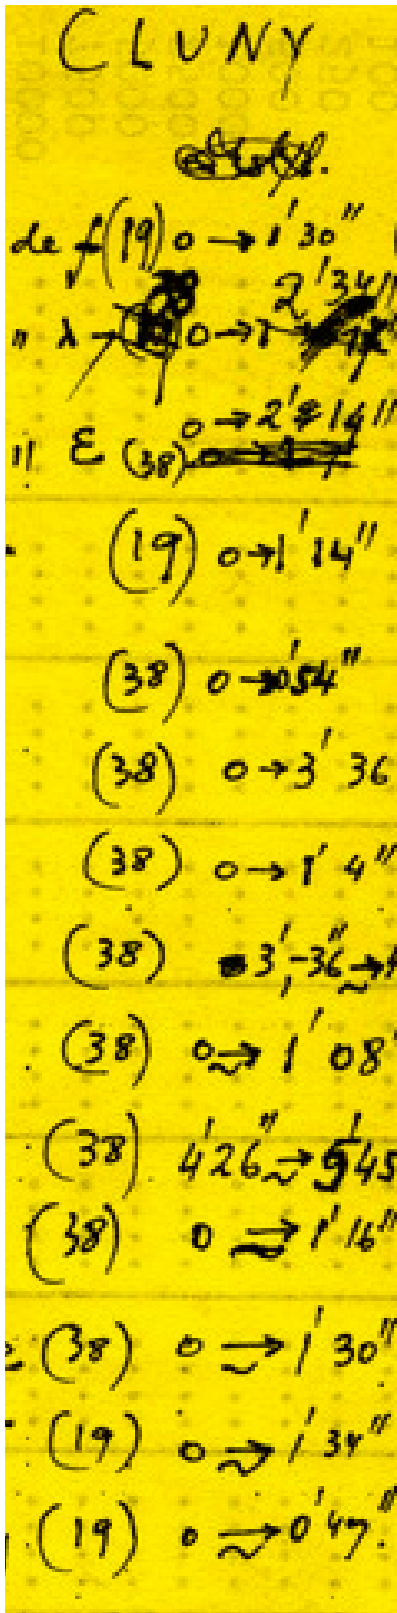 CLUNY
de f (19) 0 → 1' 30"
" λ → 0 → 2' 34"
" ε (38) 0 → 2' 14"
(19) 0 → 1' 14"
(38) 0 → 0' 54"
(38) 0 → 3' 36
(38) 0 → 1' 4"
(38) 3' 36" →
(38) 0 → 1' 08"
(38) 4' 26" → 9' 45
(38) 0 → 1' 16"
(38) 0 → 1' 30"
(19) 0 → 1' 34"
(19) 0 → 0' 47"